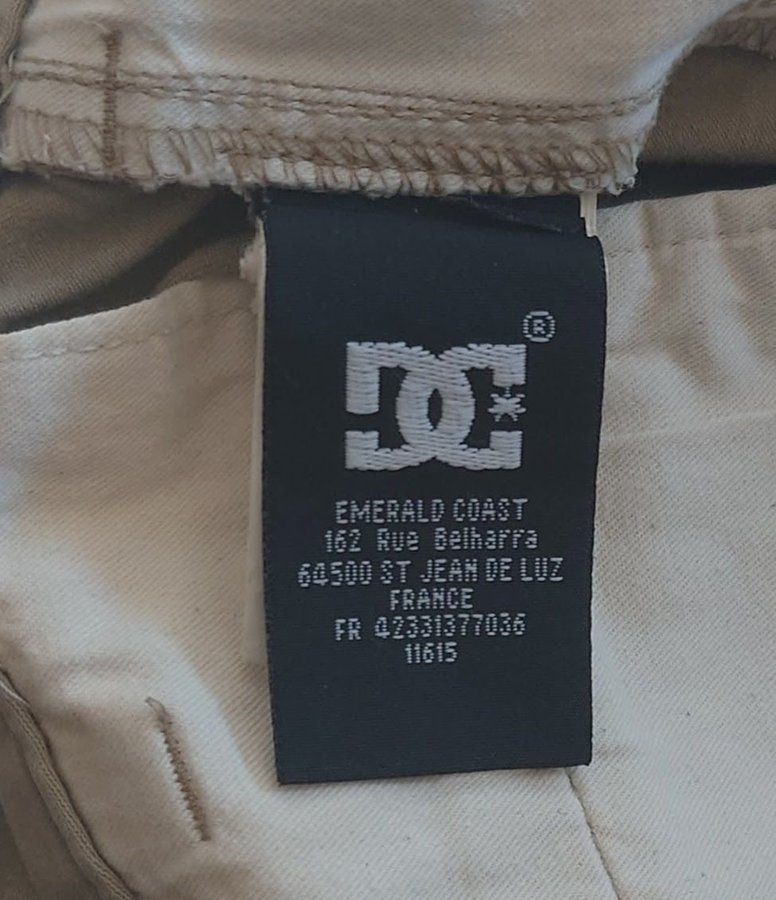 DC®
EMERALD COAST
162 Rue Belharra
64500 ST JEAN DE LUZ
FRANCE
FR 42331377036
11615